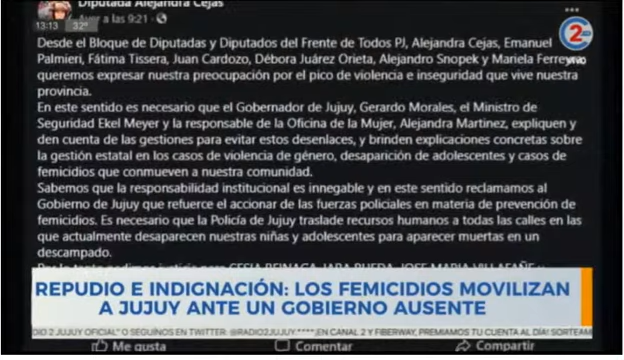 Diputada Alejandra Cejas
Ayer a las 9:21 ·
13:13 32°
2
VIVO
Desde el Bloque de Diputadas y Diputados del Frente de Todos PJ, Alejandra Cejas, Emanuel
Palmieri, Fátima Tissera, Juan Cardozo, Débora Juárez Orieta, Alejandro Snopek y Mariela Ferreyra
queremos expresar nuestra preocupación por el pico de violencia e inseguridad que vive nuestra
provincia.
En este sentido es necesario que el Gobernador de Jujuy, Gerardo Morales, el Ministro de
Seguridad Ekel Meyer y la responsable de la Oficina de la Mujer, Alejandra Martinez, expliquen y
den cuenta de las gestiones para evitar estos desenlaces, y brinden explicaciones concretas sobre
la gestión estatal en los casos de violencia de género, desaparición de adolescentes y casos de
femicidios que conmueven a nuestra comunidad.
Sabemos que la responsabilidad institucional es innegable y en este sentido reclamamos al
Gobierno de Jujuy que refuerce el accionar de las fuerzas policiales en materia de prevención de
femicidios. Es necesario que la Policía de Jujuy traslade recursos humanos a todas las calles en las
que actualmente desaparecen nuestras niñas y adolescentes para aparecer muertas en un
descampado.
REPUDIO E INDIGNACIÓN: LOS FEMICIDIOS MOVILIZAN
A JUJUY ANTE UN GOBIERNO AUSENTE
DIO 2 JUJUY OFICIAL" O SEGUÍNOS EN TWITTER: @RADIO2JUJUY.****.EN CANAL 2 Y FIBERWAY, PREMIAMOS TU CUENTA AL DÍA! SORTEAM
Me gusta Comentar Compartir